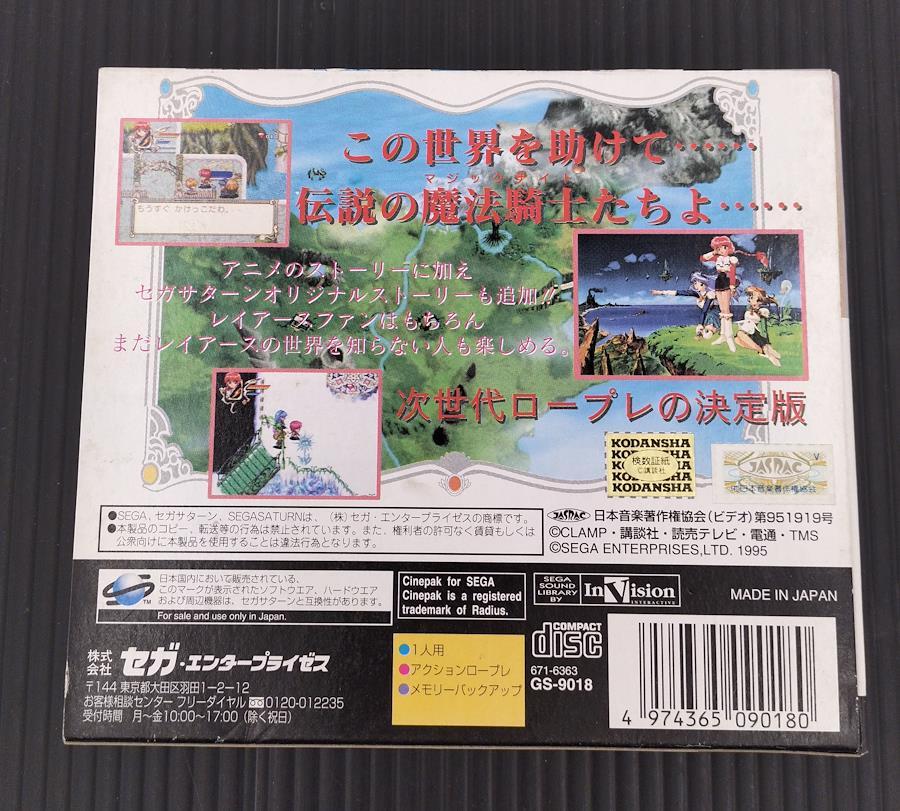 この世界を助けて……
マジックナイト
伝説の魔法騎士たちよ……
もうすぐ かけっこだわ。
アニメのストーリーに加え
セガサターンオリジナルストーリーも追加!!
レイアースファンはもちろん
まだレイアースの世界を知らない人も楽しめる。
次世代ロープレの決定版
KODANSHA
KODANSHA
検数証紙
©講談社
KODANSHA
KODANSHA
JASRAC
V
日本音楽著作権協会
●SEGA、セガサターン、SEGASATURNは、(株)セガ・エンタープライゼスの商標です。
●本製品のコピー、転送等の行為は禁止されています。また、権利者の許可なく賃貸もしくは
公衆向けに本製品を使用することは違法行為となります。
JASRAC 日本音楽著作権協会(ビデオ)第951919号
©CLAMP・講談社・読売テレビ・電通・TMS
©SEGA ENTERPRISES,LTD. 1995
TM
日本国内において販売されている、
このマークが表示されたソフトウエア、ハードウエア
および周辺機器は、セガサターンと互換性があります。
For sale and use only in Japan.
Cinepak for SEGA
Cinepak is a registered
trademark of Radius.
SEGA
SOUND
LIBRARY
BY
InVision
INTERACTIVE
MADE IN JAPAN
株式会社 セガ・エンタープライゼス
〒144 東京都大田区羽田1-2-12
お客様相談センター フリーダイヤル 0120-012235
受付時間 月〜金10:00〜17:00(除く祝日)
●1人用
●アクションロープレ
●メモリーバックアップ
COMPACT
disc
671-6363
GS-9018
4 974365 090180